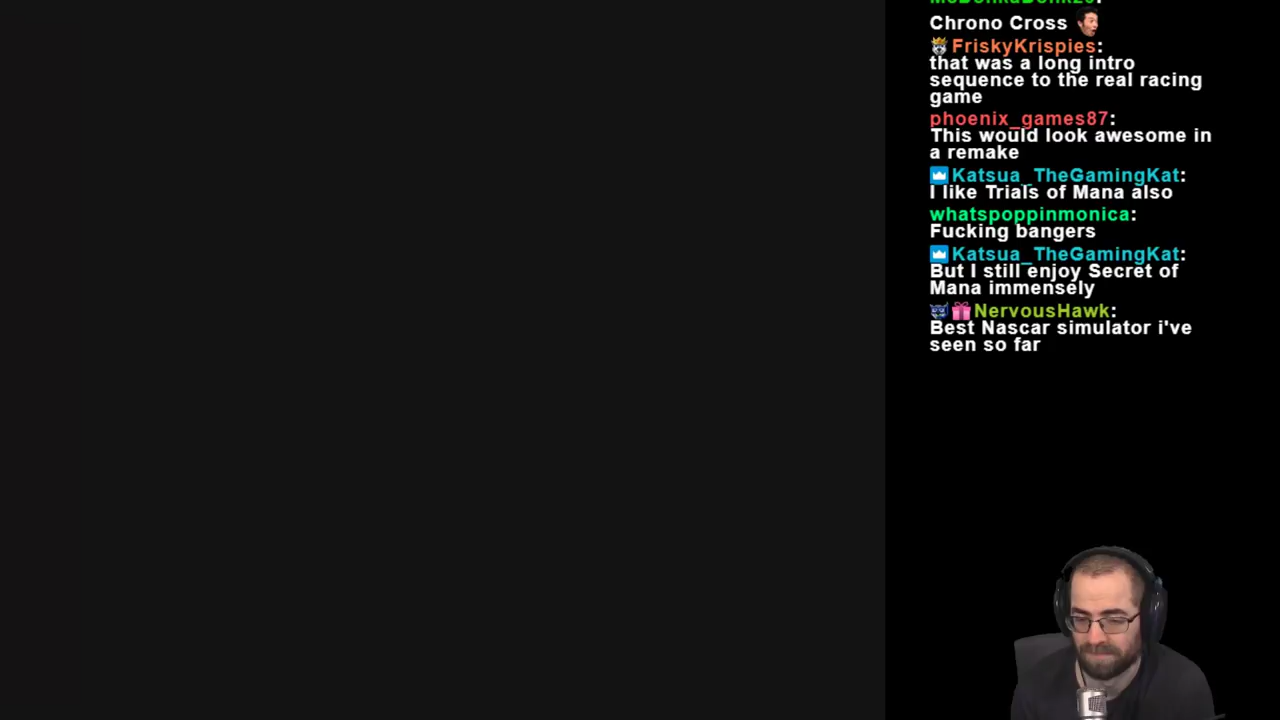 Chrono Cross
FriskyKrispies:
that was a long intro
sequence to the real racing
game
phoenix_games87:
This would look awesome in
a remake
Katsua_TheGamingKat:
I like Trials of Mana also
whatspoppinmonica:
Fucking bangers
Katsua_TheGamingKat:
But I still enjoy Secret of
Mana immensely
NervousHawk:
Best Nascar simulator i've
seen so far